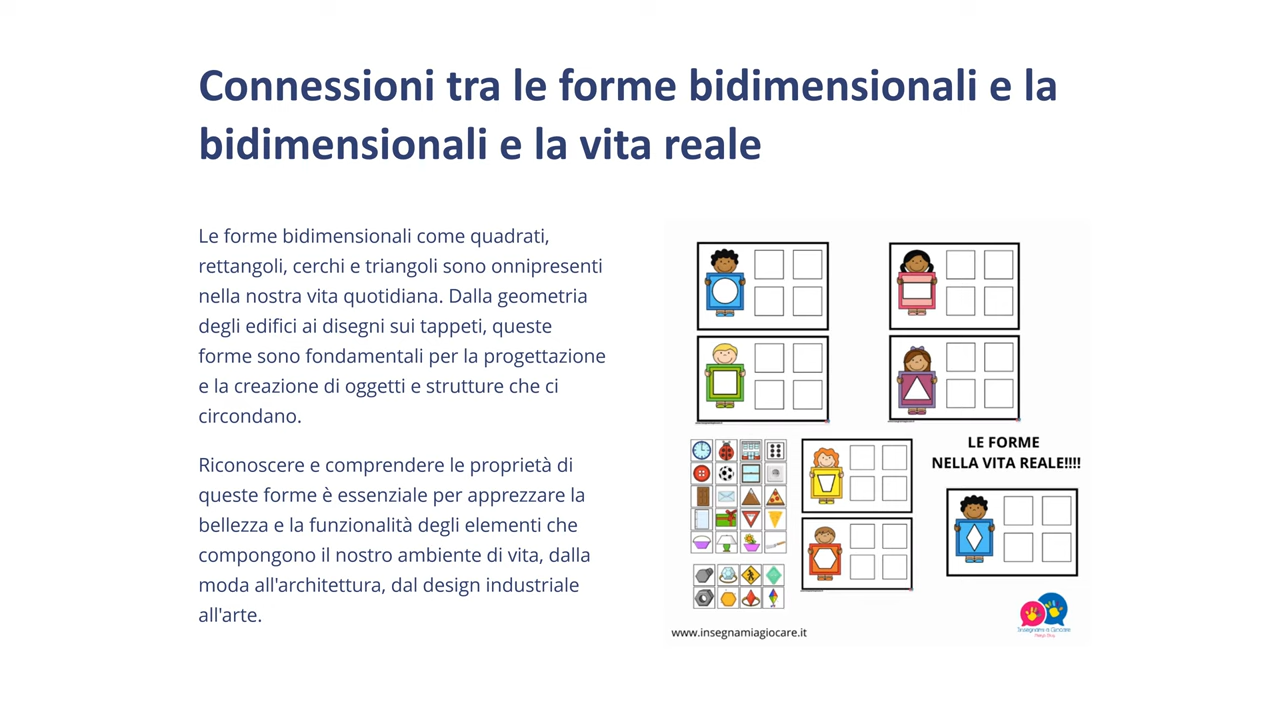 Connessioni tra le forme bidimensionali e la
bidimensionali e la vita reale
Le forme bidimensionali come quadrati,
rettangoli, cerchi e triangoli sono onnipresenti
nella nostra vita quotidiana. Dalla geometria
degli edifici ai disegni sui tappeti, queste
forme sono fondamentali per la progettazione
e la creazione di oggetti e strutture che ci
circondano.
Riconoscere e comprendere le proprietà di
queste forme è essenziale per apprezzare la
bellezza e la funzionalità degli elementi che
compongono il nostro ambiente di vita, dalla
moda all'architettura, dal design industriale
all'arte.
LE FORME
NELLA VITA REALE!!!!
www.insegnamiagiocare.it
Insegnami a Giocare